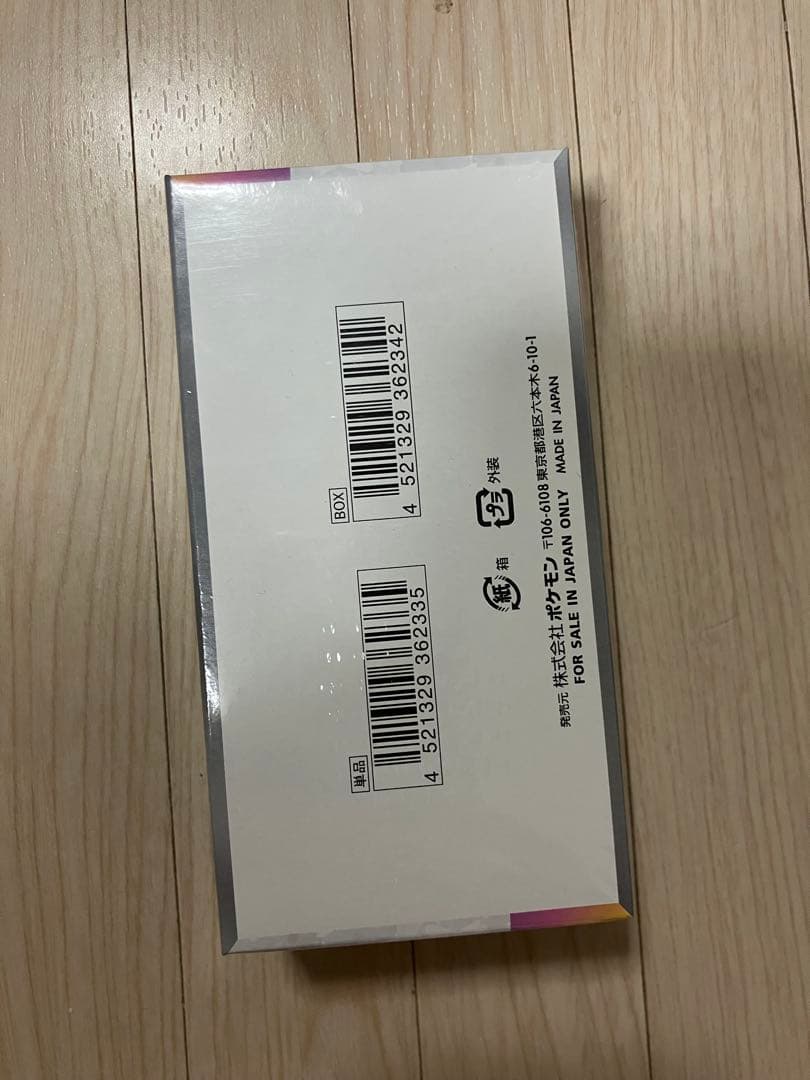 単品
4 521329 362335
BOX
4 521329 362342
紙 箱
プラ 外装
発売元 株式会社ポケモン 〒106-6108 東京都港区六本木6-10-1
FOR SALE IN JAPAN ONLY MADE IN JAPAN